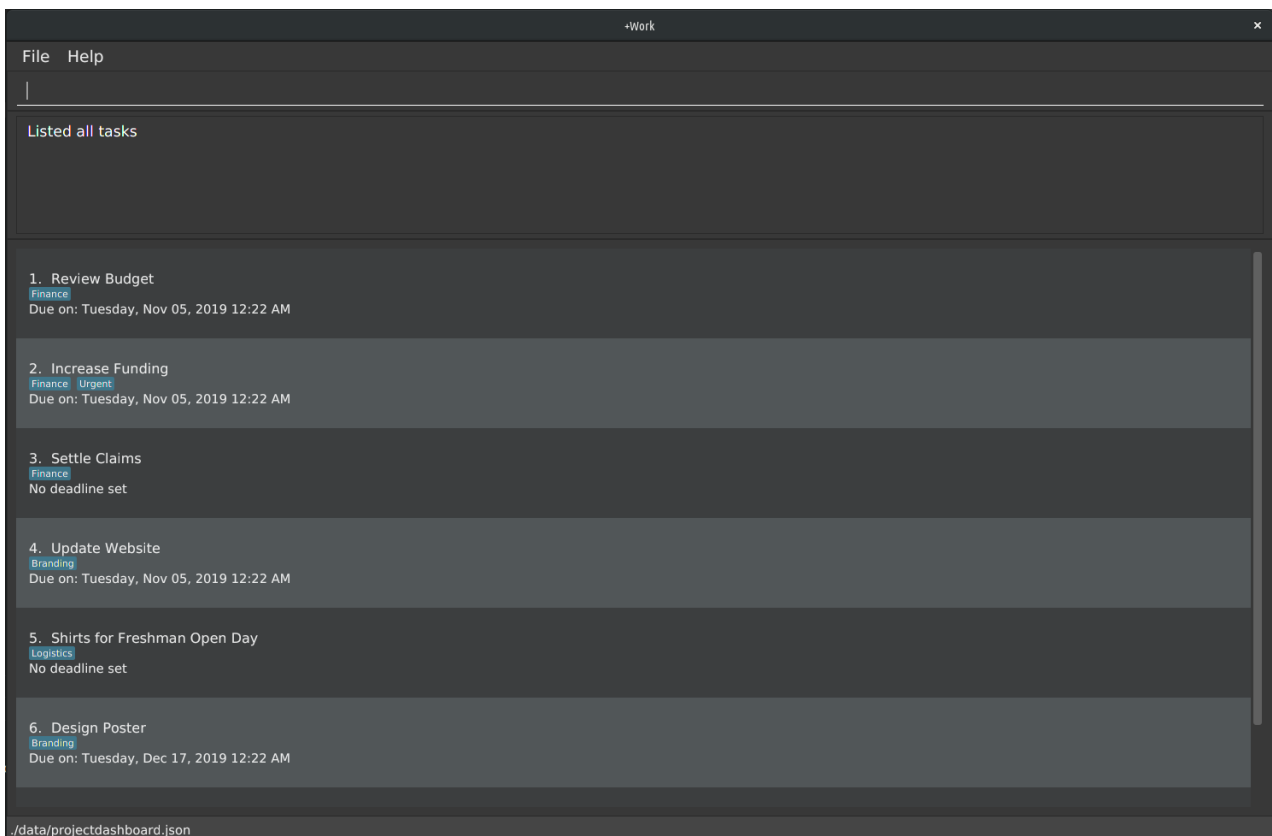 +Work
×
File Help
Listed all tasks
1. Review Budget
Finance
Due on: Tuesday, Nov 05, 2019 12:22 AM
2. Increase Funding
Finance Urgent
Due on: Tuesday, Nov 05, 2019 12:22 AM
3. Settle Claims
Finance
No deadline set
4. Update Website
Branding
Due on: Tuesday, Nov 05, 2019 12:22 AM
5. Shirts for Freshman Open Day
Logistics
No deadline set
6. Design Poster
Branding
Due on: Tuesday, Dec 17, 2019 12:22 AM
./data/projectdashboard.json